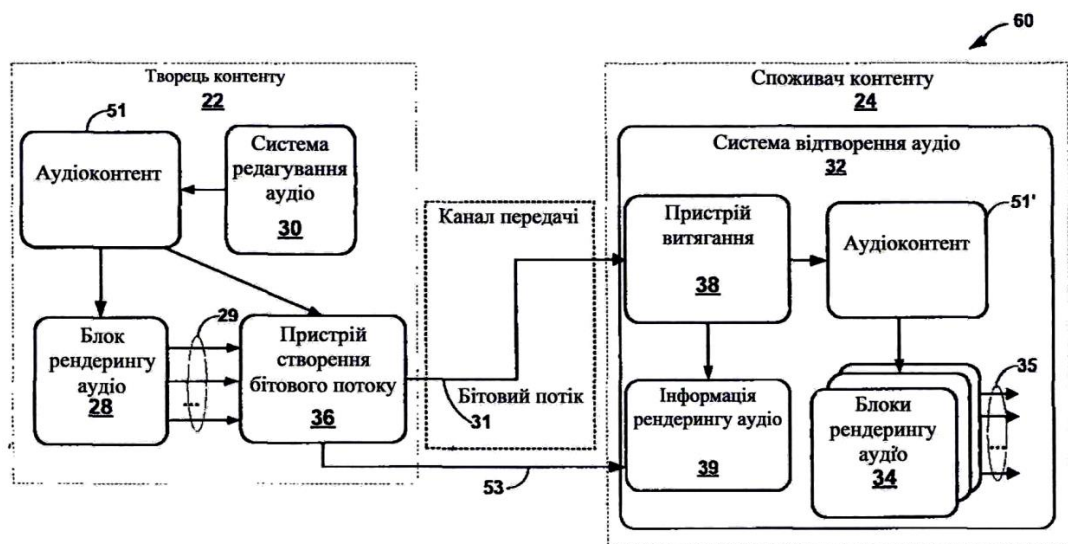 60
Творець контенту
22
51
Аудіоконтент
Система
редагування
аудіо
30
Блок
рендерингу
аудіо
28
29
Пристрій
створення
бітового потоку
36
Канал передачі
Бітовий потік
31
53
Споживач контенту
24
Система відтворення аудіо
32
Пристрій
витягання
38
51'
Аудіоконтент
Інформація
рендерингу аудіо
39
Блоки
рендерингу
аудіо
34
35